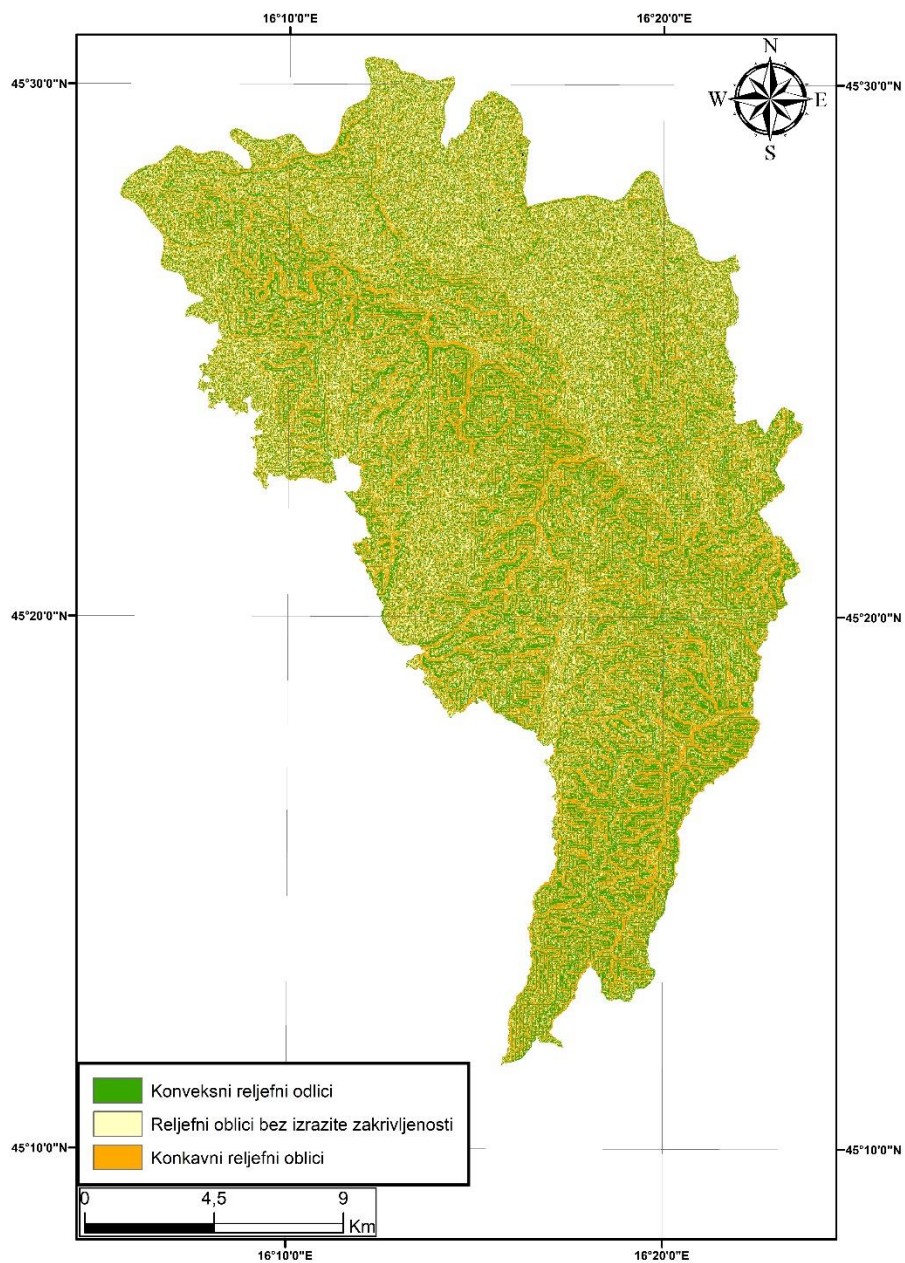 16°10'0"E
16°20'0"E
N
W
E
S
45°30'0"N
45°30'0"N
45°20'0"N
45°20'0"N
Konveksni reljefni odlici
Reljefni oblici bez izrazite zakrivljenosti
Konkavni reljefni oblici
45°10'0"N
45°10'0"N
0
4,5
9
Km
16°10'0"E
16°20'0"E